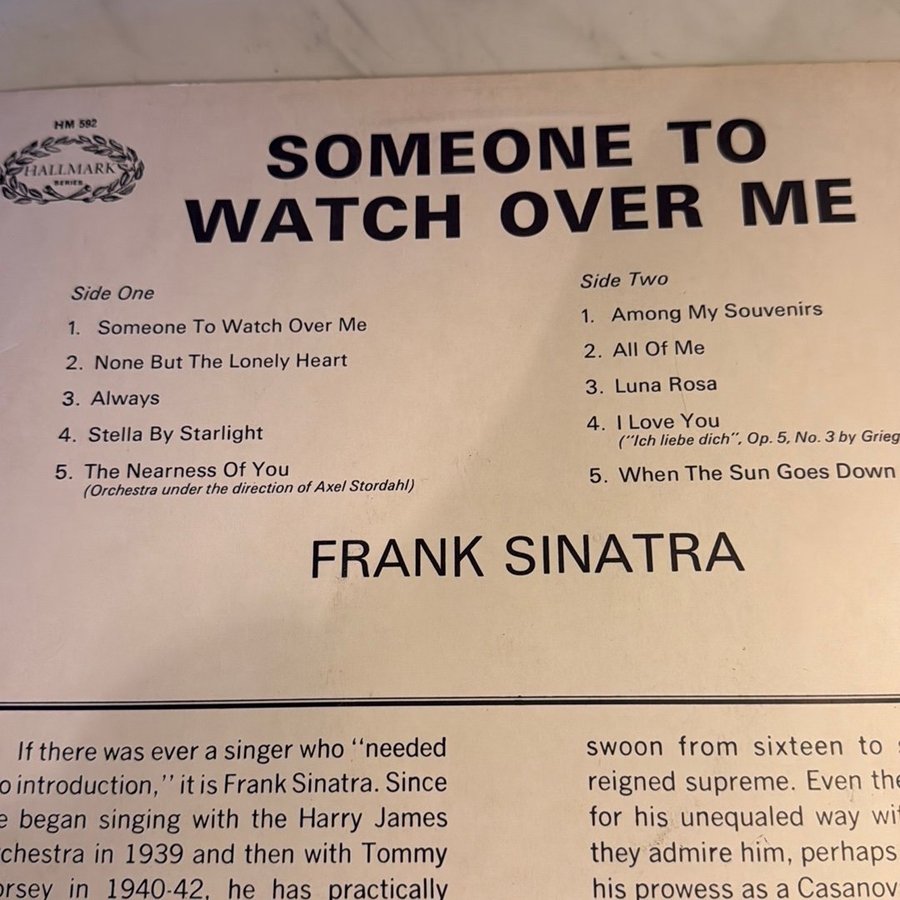 HM 592
HALLMARK
SERIES
SOMEONE TO
WATCH OVER ME
Side One
1. Someone To Watch Over Me
2. None But The Lonely Heart
3. Always
4. Stella By Starlight
5. The Nearness Of You
(Orchestra under the direction of Axel Stordahl)
Side Two
1. Among My Souvenirs
2. All Of Me
3. Luna Rosa
4. I Love You
("Ich liebe dich", Op. 5, No. 3 by Grieg
5. When The Sun Goes Down
FRANK SINATRA
If there was ever a singer who "needed
introduction," it is Frank Sinatra. Since
began singing with the Harry James
in 1939 and then with Tommy
in 1940-42, he has practically
swoon from sixteen to
reigned supreme. Even
for his unequaled way
they admire him, perhaps
his prowess as a